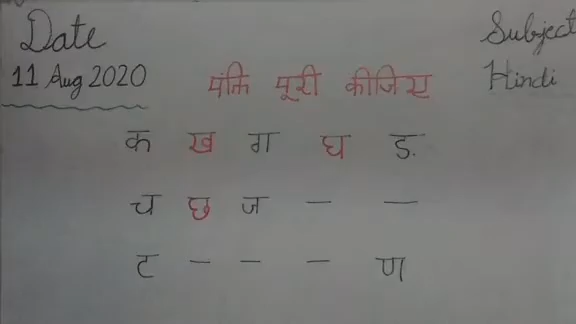 Date
Subject
11 Aug 2020
Hindi
पंक्ति पूरी कीजिए
क ख ग घ ङ
च छ ज — —
ट — — — ण